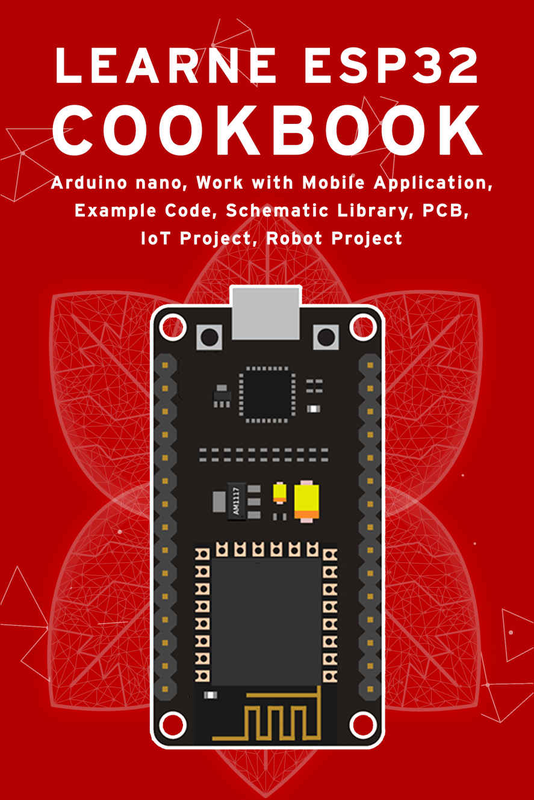 LEARNE ESP32
COOKBOOK
Arduino nano, Work with Mobile Application,
Example Code, Schematic Library, PCB,
IoT Project, Robot Project
AM1117